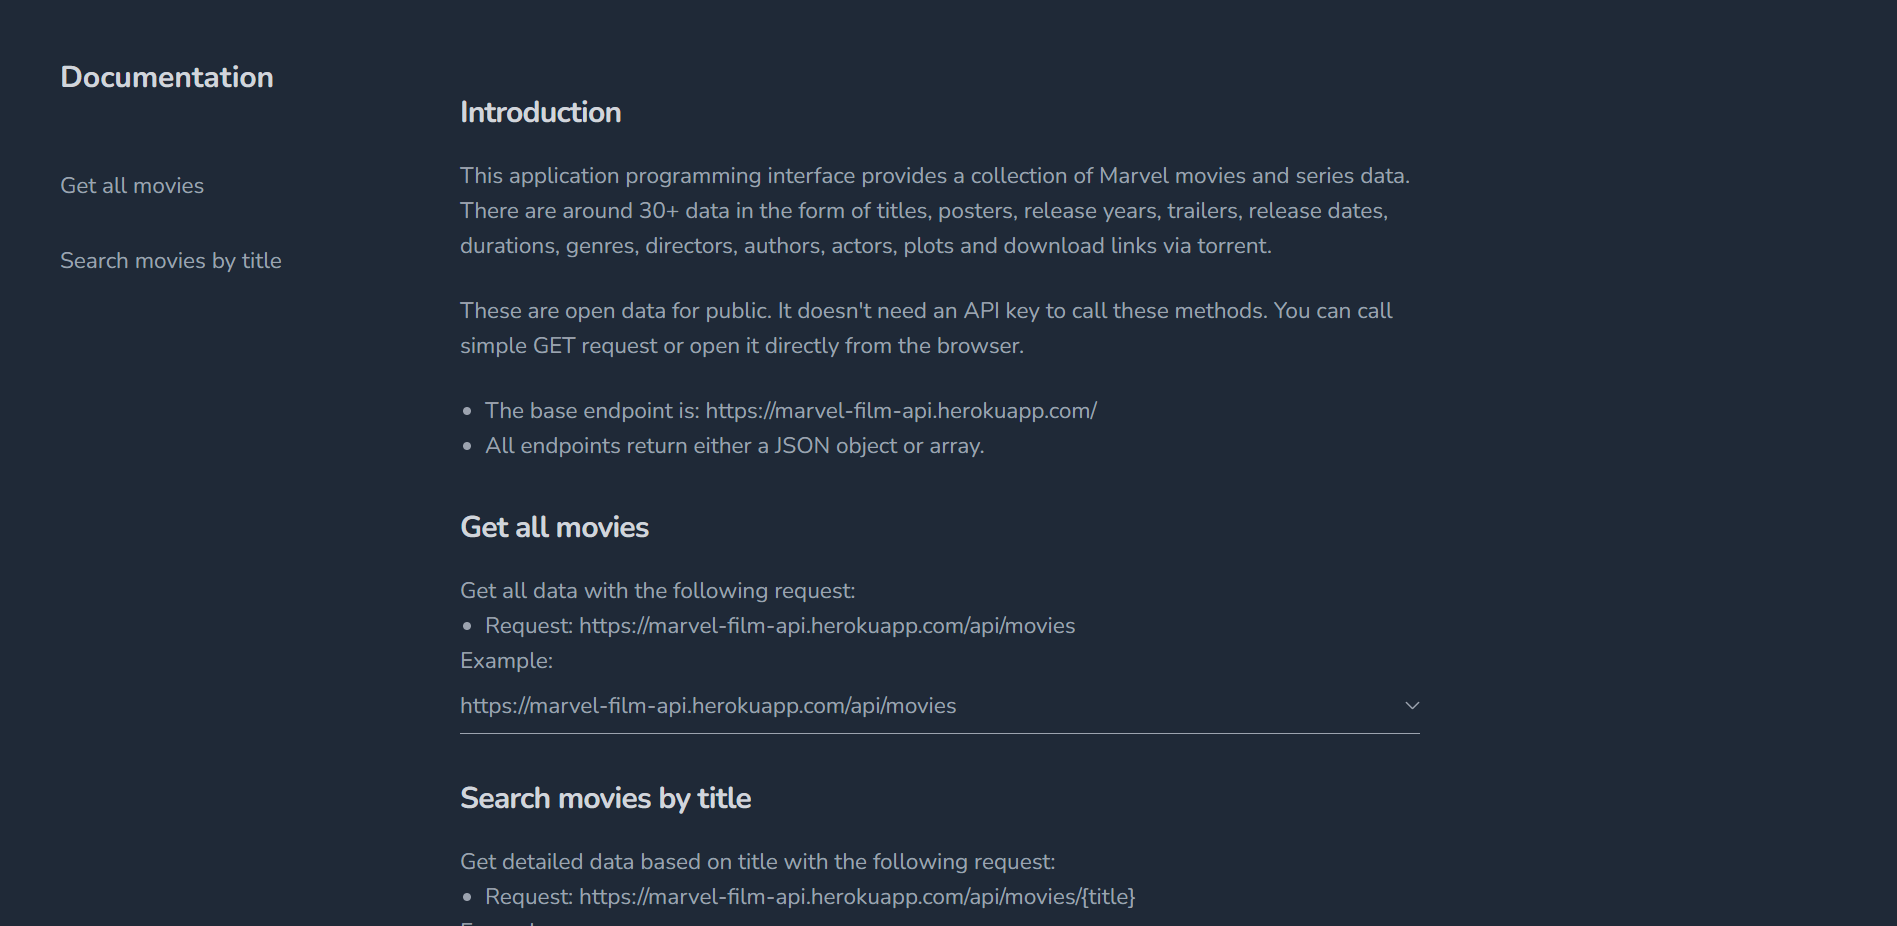 Documentation
Get all movies
Search movies by title
Introduction
This application programming interface provides a collection of Marvel movies and series data.
There are around 30+ data in the form of titles, posters, release years, trailers, release dates,
durations, genres, directors, authors, actors, plots and download links via torrent.
These are open data for public. It doesn't need an API key to call these methods. You can call
simple GET request or open it directly from the browser.
• The base endpoint is: https://marvel-film-api.herokuapp.com/
• All endpoints return either a JSON object or array.
Get all movies
Get all data with the following request:
• Request: https://marvel-film-api.herokuapp.com/api/movies
Example:
https://marvel-film-api.herokuapp.com/api/movies
Search movies by title
Get detailed data based on title with the following request:
• Request: https://marvel-film-api.herokuapp.com/api/movies/{title}